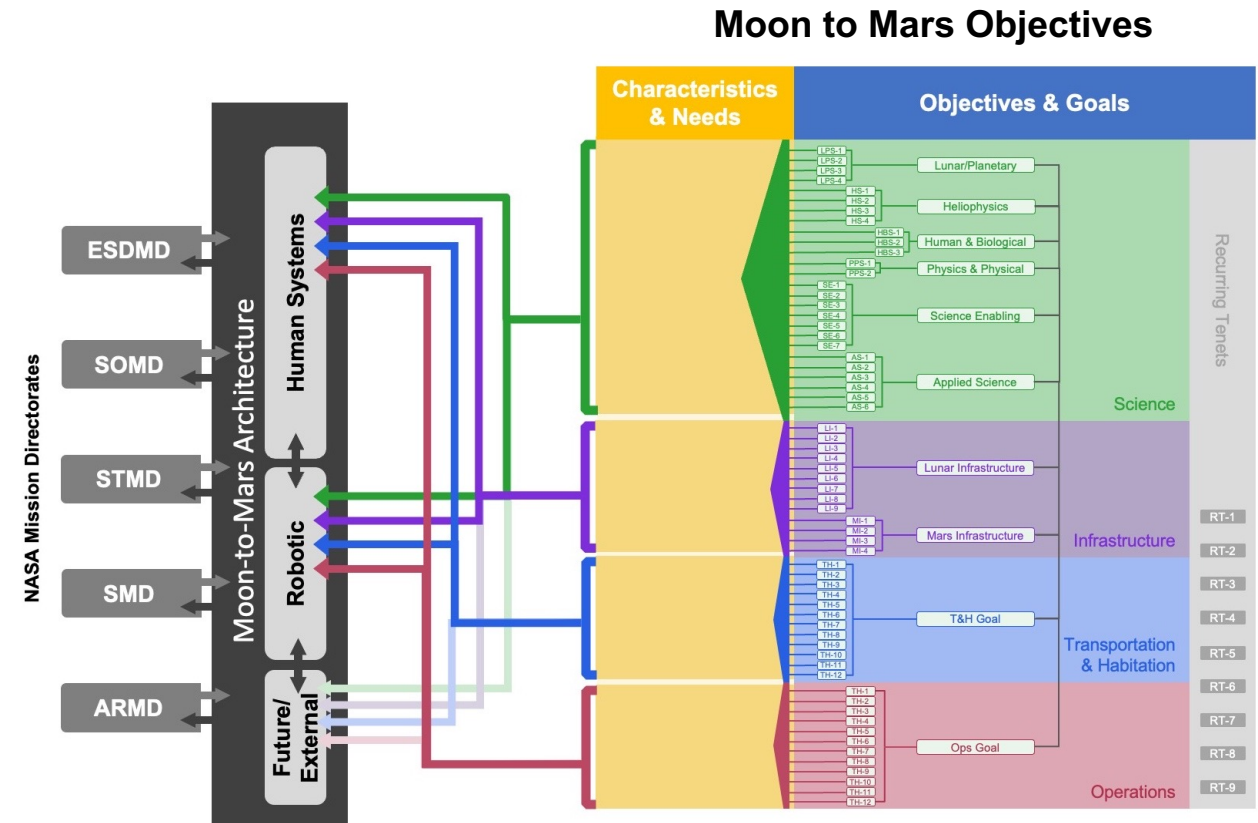 Moon to Mars Objectives
Characteristics
& Needs
Objectives & Goals
NASA Mission Directorates
ESDMD
SOMD
STMD
SMD
ARMD
Moon-to-Mars Architecture
Human Systems
Robotic
Future/
External
LPS-1
LPS-2
LPS-3
LPS-4
Lunar/Planetary
HS-1
HS-2
HS-3
HS-4
Heliophysics
HBS-1
HBS-2
HBS-3
Human & Biological
PPS-1
PPS-2
Physics & Physical
SE-1
SE-2
SE-3
SE-4
SE-5
SE-6
SE-7
Science Enabling
AS-1
AS-2
AS-3
AS-4
AS-5
AS-6
Applied Science
Science
LI-1
LI-2
LI-3
LI-4
LI-5
LI-6
LI-7
LI-8
LI-9
Lunar Infrastructure
MI-1
MI-2
MI-3
MI-4
Mars Infrastructure
Infrastructure
TH-1
TH-2
TH-3
TH-4
TH-5
TH-6
TH-7
TH-8
TH-9
TH-10
TH-11
TH-12
T&H Goal
Transportation
& Habitation
TH-1
TH-2
TH-3
TH-4
TH-5
TH-6
TH-7
TH-8
TH-9
TH-10
TH-11
TH-12
Ops Goal
Operations
Recurring Tenets
RT-1
RT-2
RT-3
RT-4
RT-5
RT-6
RT-7
RT-8
RT-9